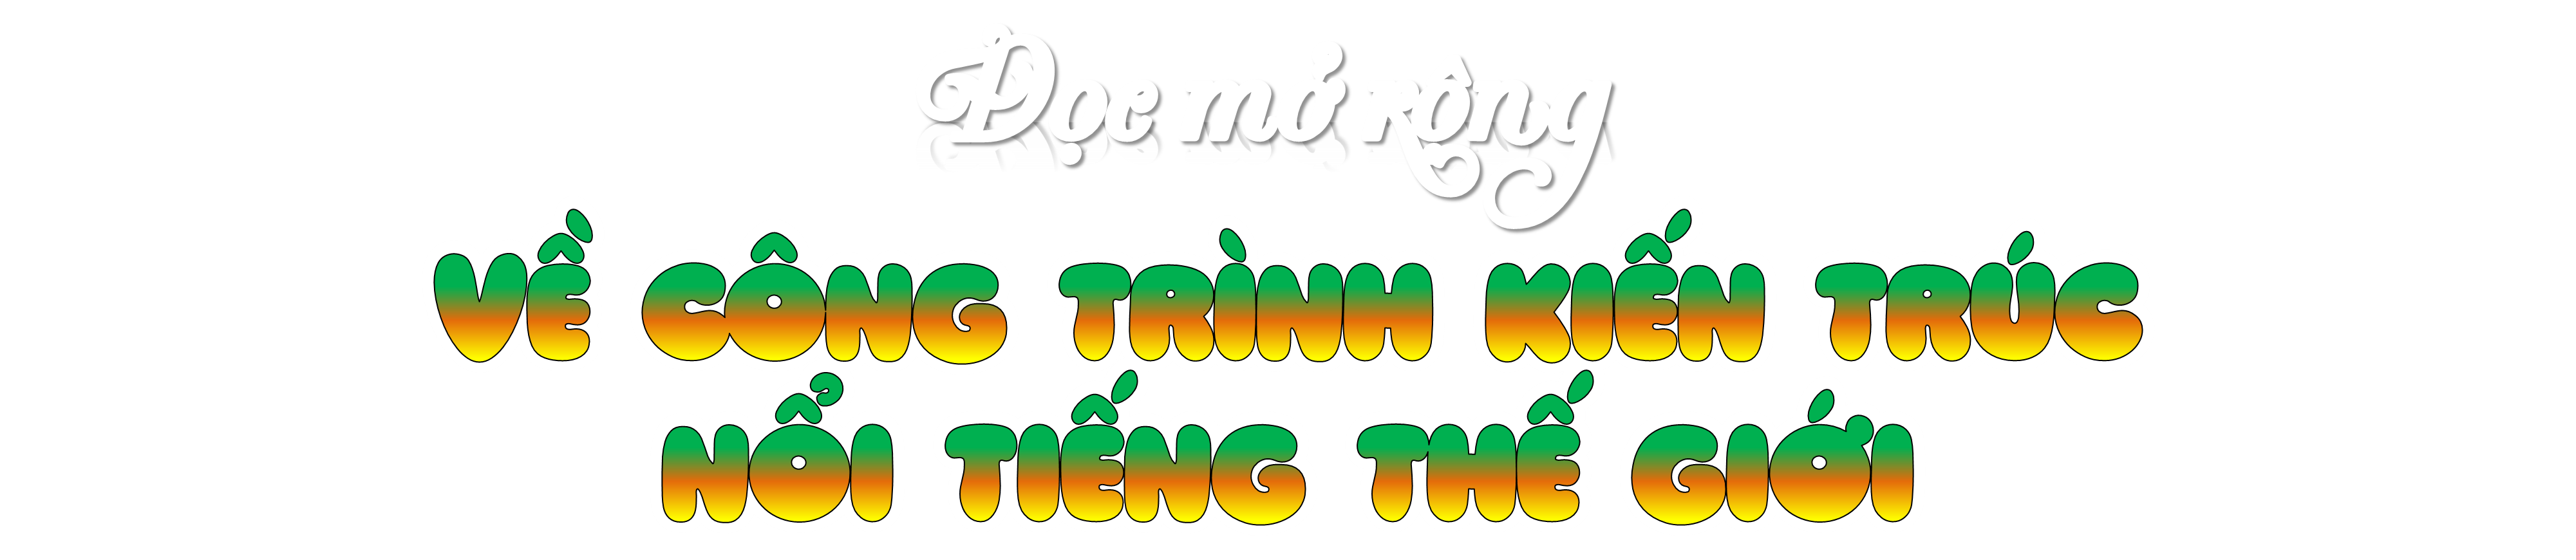 Đọc mở rộng
VỀ CÔNG TRÌNH KIẾN TRÚC
NỔI TIẾNG THẾ GIỚI